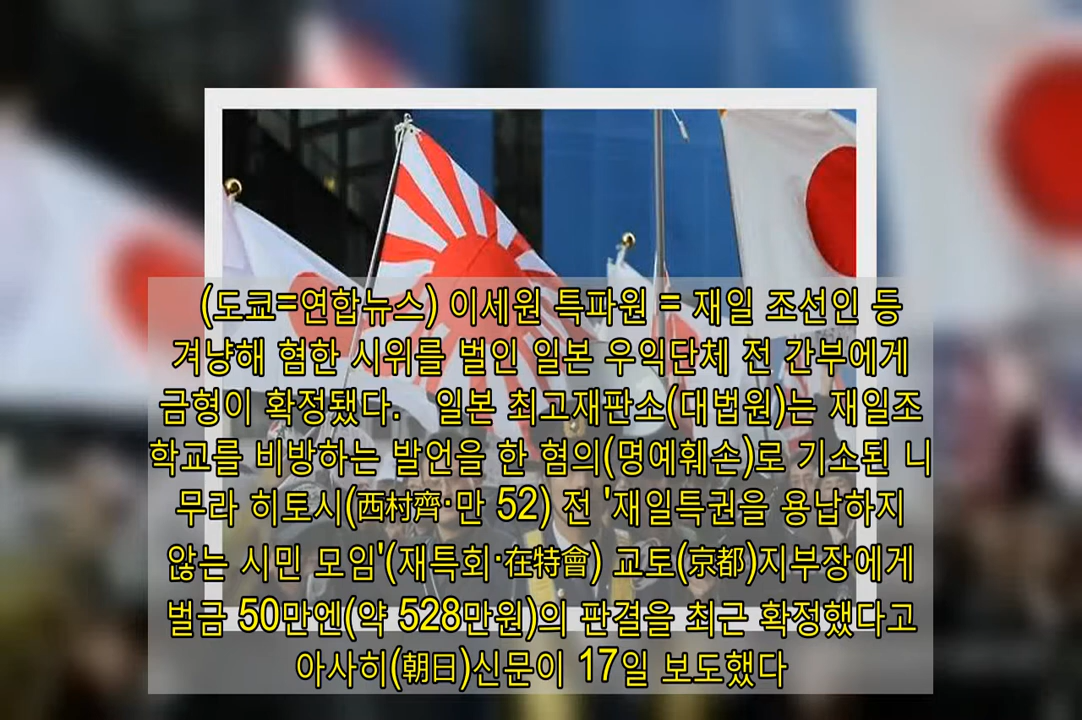 (도쿄=연합뉴스) 이세원 특파원 = 재일 조선인 등
겨냥해 혐한 시위를 벌인 일본 우익단체 전 간부에게
금형이 확정됐다. 일본 최고재판소(대법원)는 재일조
학교를 비방하는 발언을 한 혐의(명예훼손)로 기소된 니
무라 히토시(西村齊·만 52) 전 '재일특권을 용납하지
않는 시민 모임'(재특회·在特會) 교토(京都)지부장에게
벌금 50만엔(약 528만원)의 판결을 최근 확정했다고
아사히(朝日)신문이 17일 보도했다